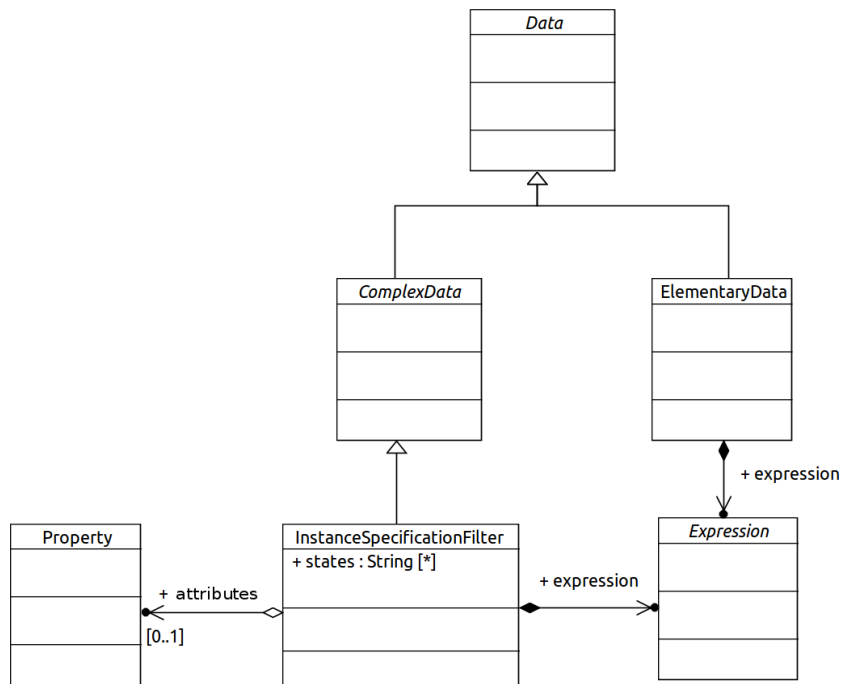 Data
ComplexData
ElementaryData
+ expression
Property
InstanceSpecificationFilter
+ states : String [*]
Expression
+ attributes
[0..1]
+ expression